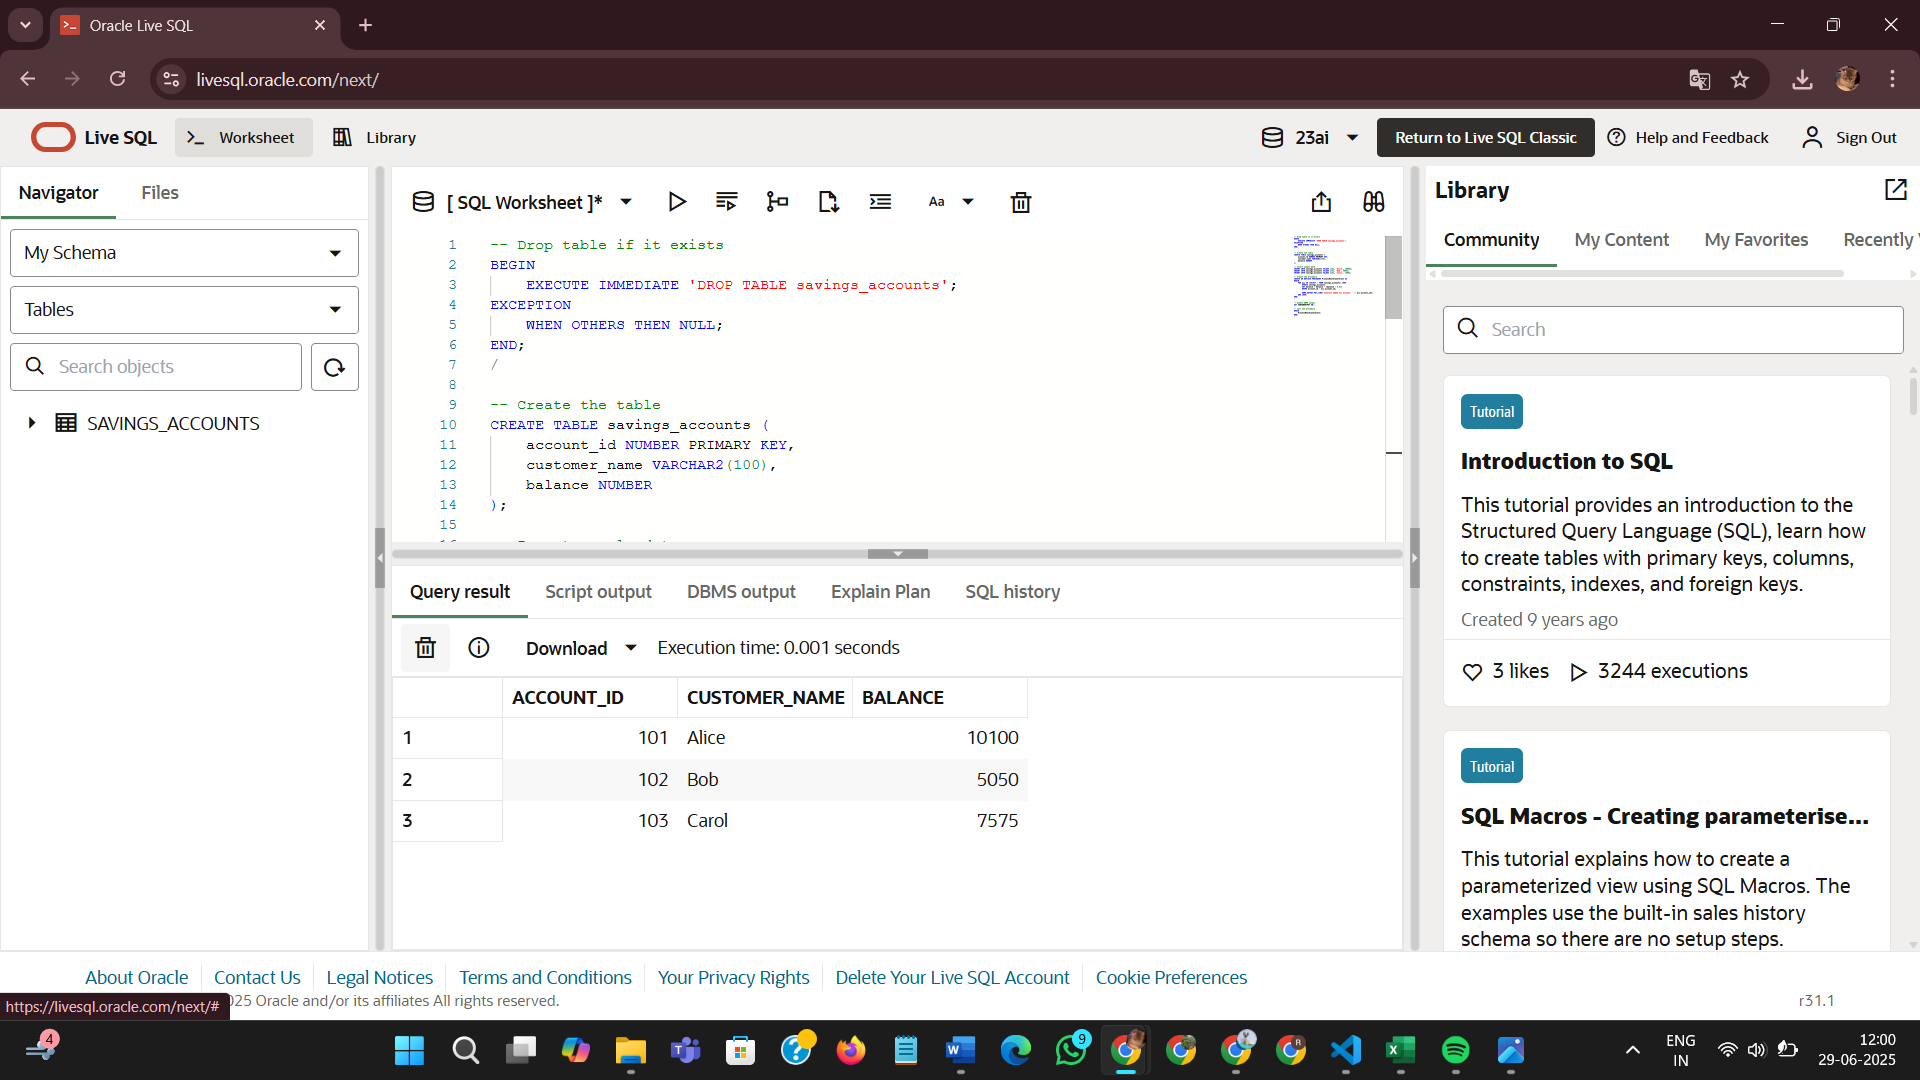 Oracle Live SQL
livesql.oracle.com/next/
Live SQL
Worksheet
Library
23ai
Return to Live SQL Classic
Help and Feedback
Sign Out
Navigator
Files
My Schema
Tables
Search objects
SAVINGS_ACCOUNTS
[ SQL Worksheet ]*
Aa
1 -- Drop table if it exists
2 BEGIN
3 EXECUTE IMMEDIATE 'DROP TABLE savings_accounts';
4 EXCEPTION
5 WHEN OTHERS THEN NULL;
6 END;
7 /
8
9 -- Create the table
10 CREATE TABLE savings_accounts (
11 account_id NUMBER PRIMARY KEY,
12 customer_name VARCHAR2(100),
13 balance NUMBER
14 );
15
Query result
Script output
DBMS output
Explain Plan
SQL history
Download
Execution time: 0.001 seconds
ACCOUNT_ID CUSTOMER_NAME BALANCE
1 101 Alice 10100
2 102 Bob 5050
3 103 Carol 7575
Library
Community
My Content
My Favorites
Recently
Search
Tutorial
Introduction to SQL
This tutorial provides an introduction to the
Structured Query Language (SQL), learn how
to create tables with primary keys, columns,
constraints, indexes, and foreign keys.
Created 9 years ago
3 likes
3244 executions
Tutorial
SQL Macros - Creating parameterise...
This tutorial explains how to create a
parameterized view using SQL Macros. The
examples use the built-in sales history
schema so there are no setup steps.
About Oracle
Contact Us
Legal Notices
Terms and Conditions
Your Privacy Rights
Delete Your Live SQL Account
Cookie Preferences
https://livesql.oracle.com/next/#
025 Oracle and/or its affiliates All rights reserved.
r31.1
4
9
ENG
IN
12:00
29-06-2025